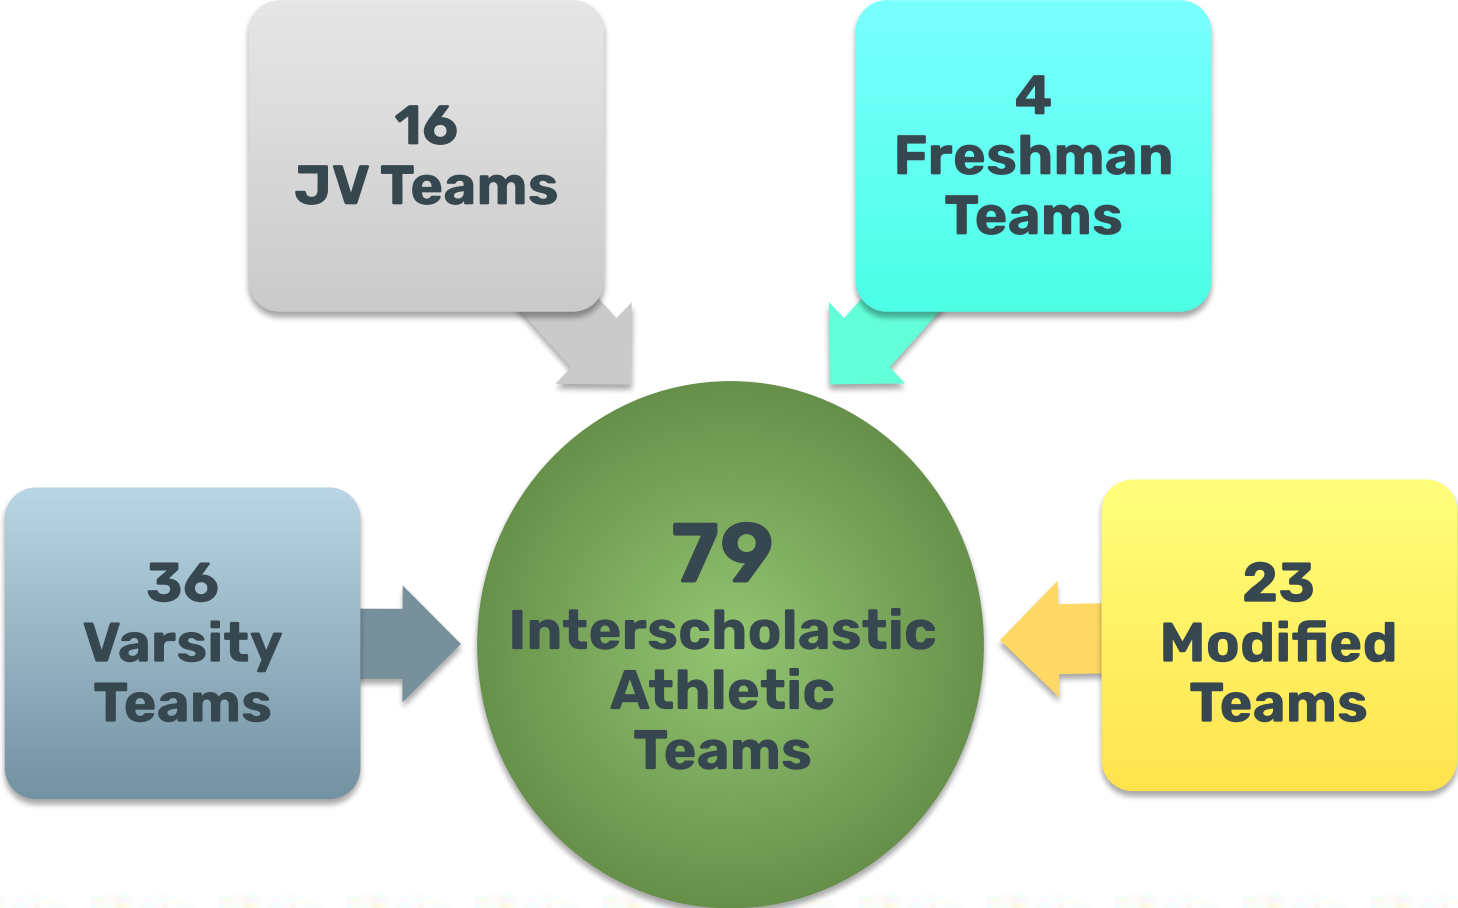 16
JV Teams
4
Freshman
Teams
36
Varsity
Teams
79
Interscholastic
Athletic
Teams
23
Modified
Teams